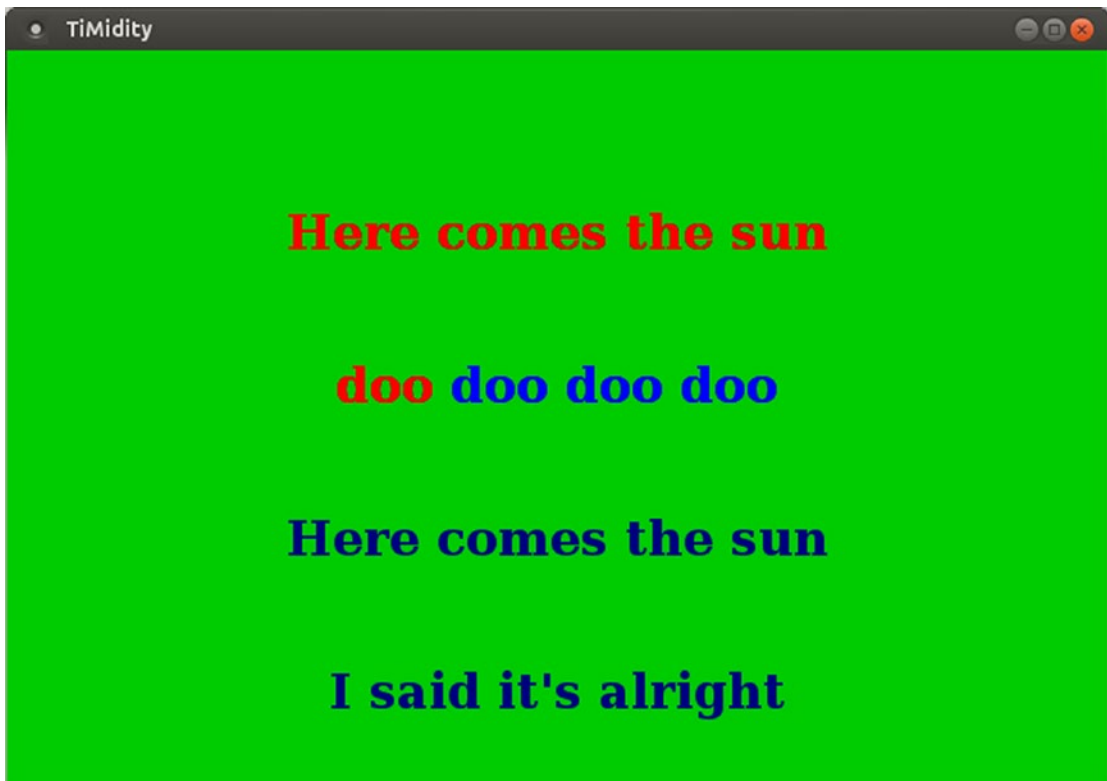 TiMidity
Here comes the sun
doo doo doo doo
Here comes the sun
I said it's alright